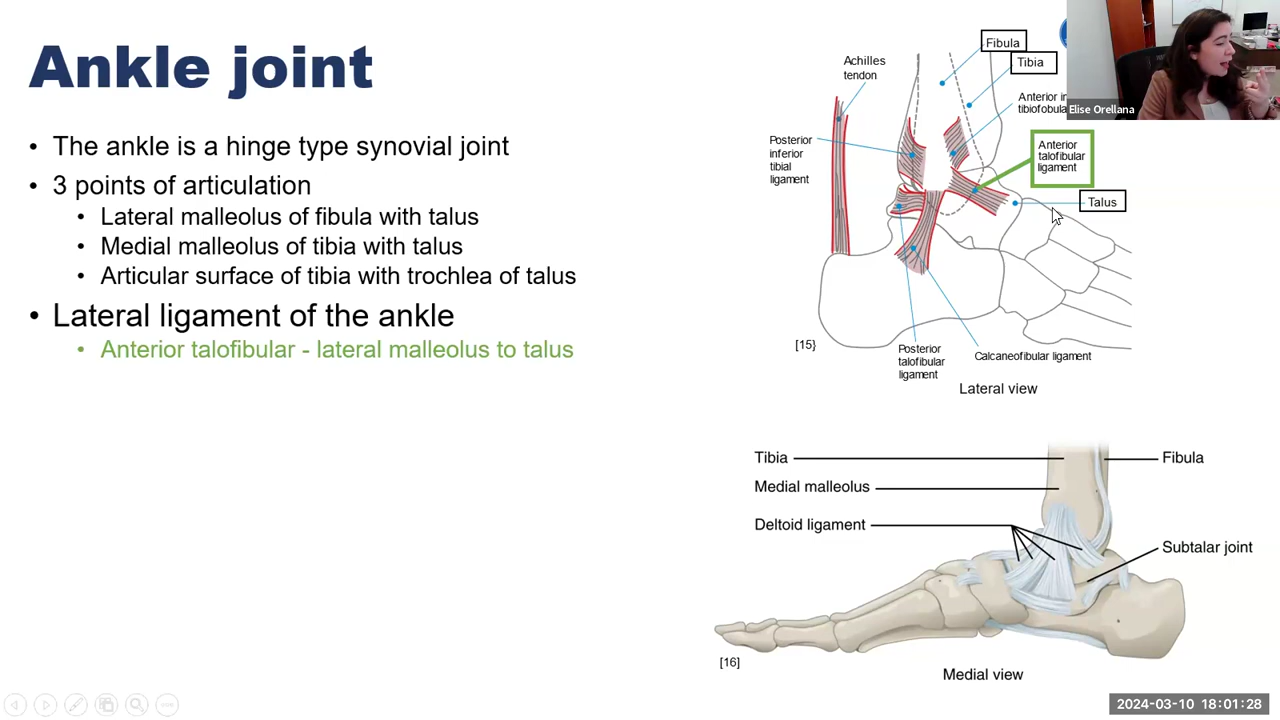 Ankle joint
• The ankle is a hinge type synovial joint
• 3 points of articulation
• Lateral malleolus of fibula with talus
• Medial malleolus of tibia with talus
• Articular surface of tibia with trochlea of talus
• Lateral ligament of the ankle
• Anterior talofibular - lateral malleolus to talus
Fibula
Tibia
Achilles
tendon
Anterior
tibiofobula
Posterior
inferior
tibial
ligament
Anterior
talofibular
ligament
Talus
[15]
Posterior
talofibular
ligament
Calcaneofibular ligament
Lateral view
Tibia
Fibula
Medial malleolus
Deltoid ligament
Subtalar joint
[16]
Medial view
Elise Orellana
2024-03-10 18:01:28